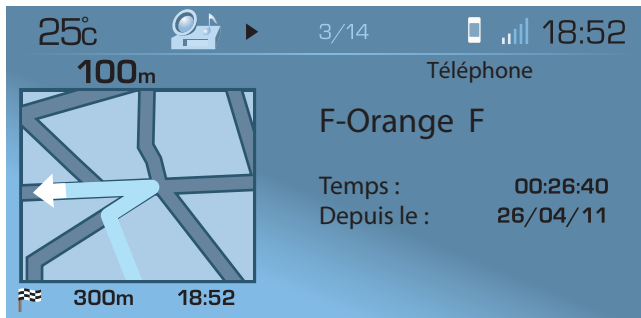 25°c 3/14 18:52
100m
Téléphone
F-Orange F
Temps : 00:26:40
Depuis le : 26/04/11
300m 18:52